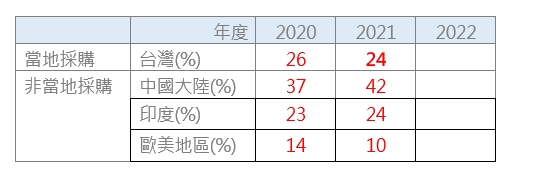 年度 2020 2021 2022
當地採購 台灣(%) 26 24
非當地採購 中國大陸(%) 37 42
印度(%) 23 24
歐美地區(%) 14 10